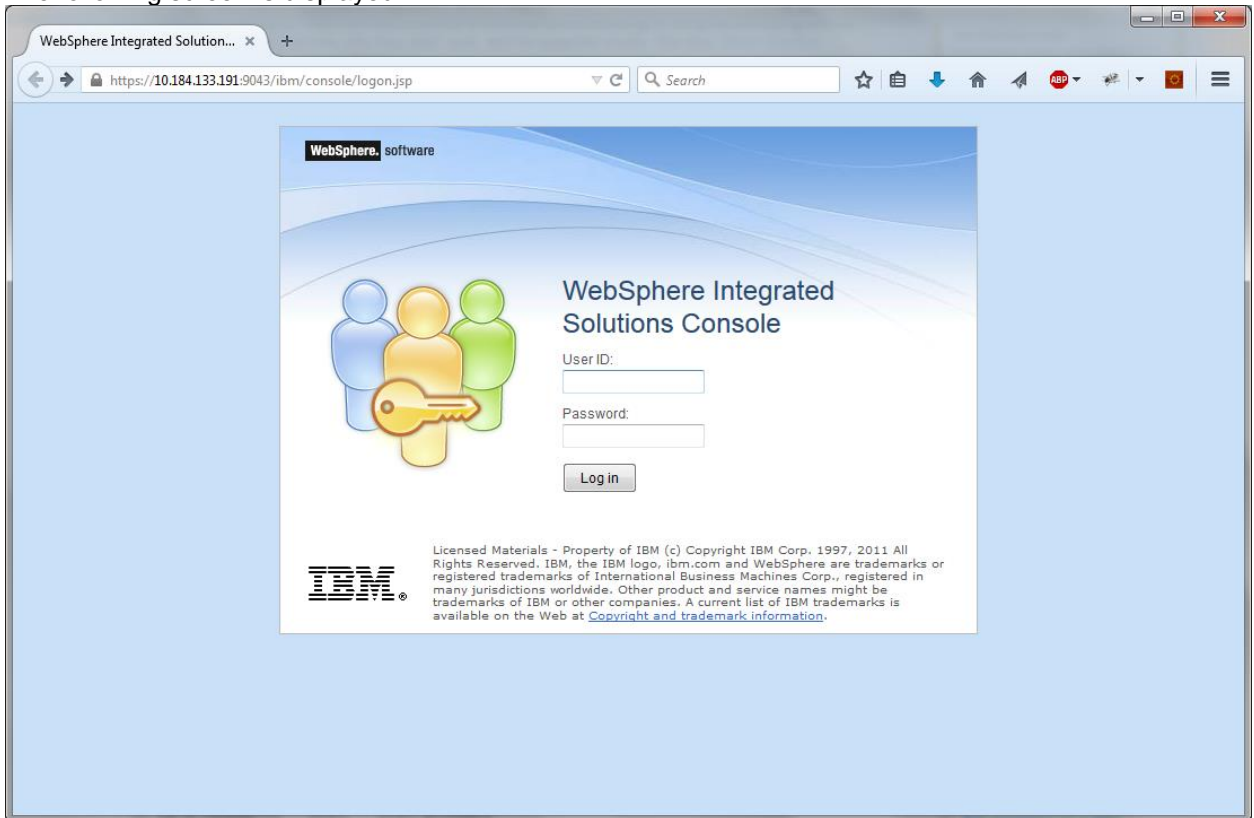 WebSphere Integrated Solution...
https://10.184.133.191:9043/ibm/console/logon.jsp
Search
ABP
WebSphere. software
WebSphere Integrated
Solutions Console
User ID:
Password:
Log in
Licensed Materials - Property of IBM (c) Copyright IBM Corp. 1997, 2011 All
Rights Reserved. IBM, the IBM logo, ibm.com and WebSphere are trademarks or
registered trademarks of International Business Machines Corp., registered in
many jurisdictions worldwide. Other product and service names might be
trademarks of IBM or other companies. A current list of IBM trademarks is
available on the Web at Copyright and trademark information.
IBM®